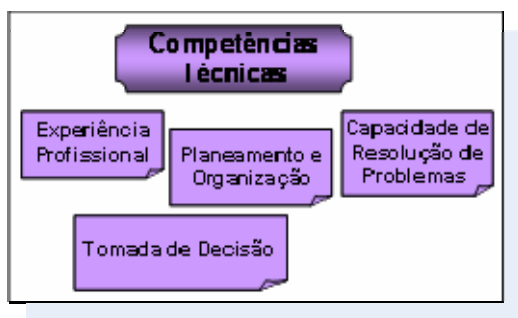 Competências
Técnicas
Experiência
Profissional
Planeamento e
Organização
Capacidade de
Resolução de
Problemas
Tomada de Decisão